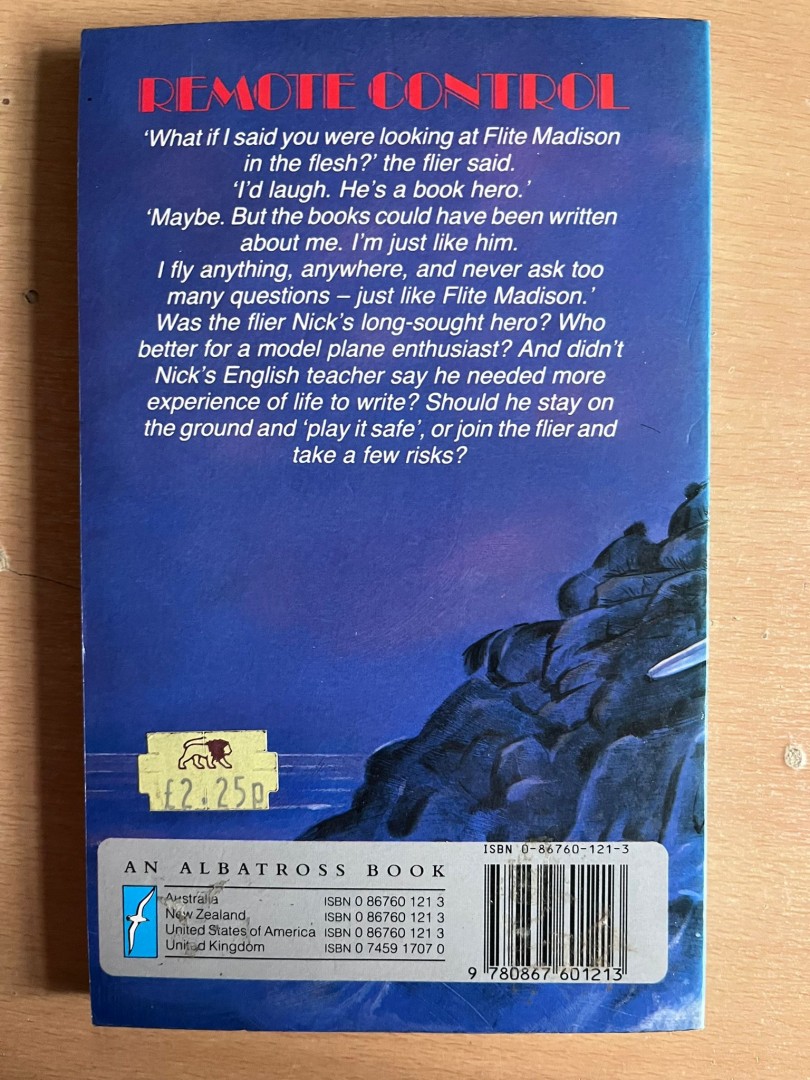 REMOTE CONTROL
‘What if I said you were looking at Flite Madison
in the flesh?’ the flier said.
‘I’d laugh. He’s a book hero.’
‘Maybe. But the books could have been written
about me. I’m just like him.
I fly anything, anywhere, and never ask too
many questions – just like Flite Madison.’
Was the flier Nick’s long-sought hero? Who
better for a model plane enthusiast? And didn’t
Nick’s English teacher say he needed more
experience of life to write? Should he stay on
the ground and ‘play it safe’, or join the flier and
take a few risks?
£2.25p
AN ALBATROSS BOOK
Australia ISBN 0 86760 121 3
New Zealand ISBN 0 86760 121 3
United States of America ISBN 0 86760 121 3
United Kingdom ISBN 0 7459 1707 0
ISBN 0-86760-121-3
9 780867 601213